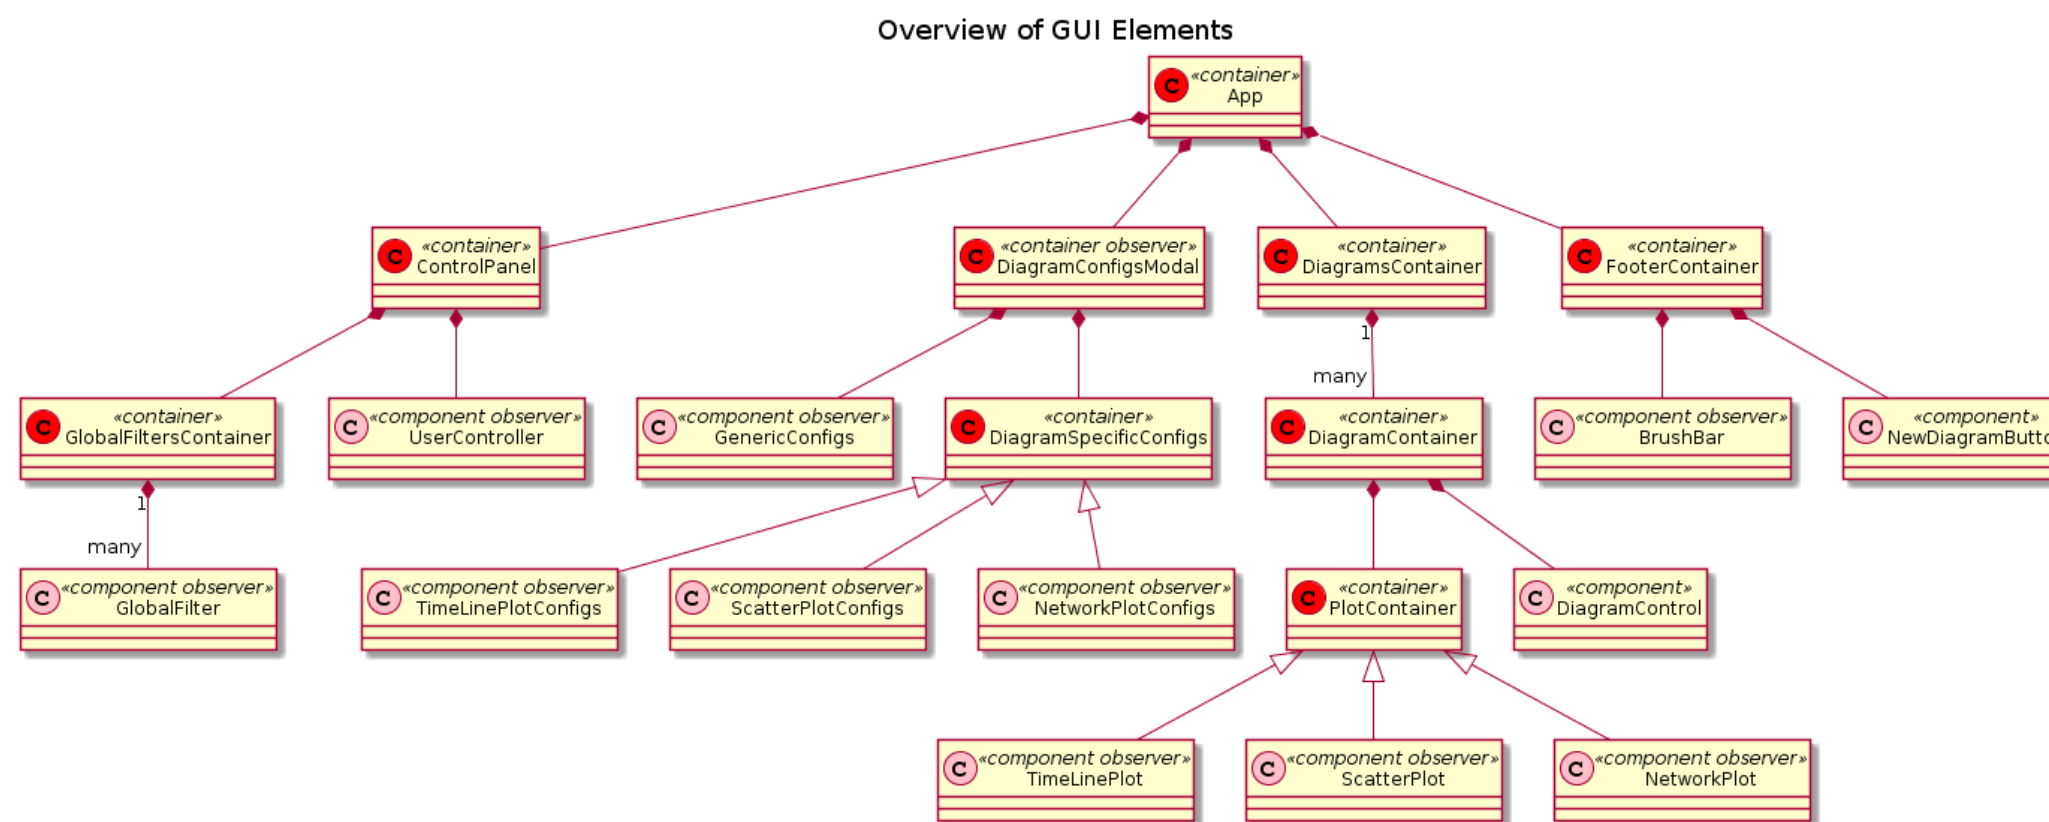 Overview of GUI Elements
C «container»
App
C «container»
ControlPanel
C «container observer»
DiagramConfigsModal
C «container»
DiagramsContainer
C «container»
FooterContainer
1
many
C «container»
GlobalFiltersContainer
C «component observer»
UserController
C «component observer»
GenericConfigs
C «container»
DiagramSpecificConfigs
C «container»
DiagramContainer
C «component observer»
BrushBar
C «component»
1
many
C «component observer»
GlobalFilter
C «component observer»
TimeLinePlotConfigs
C «component observer»
ScatterPlotConfigs
C «component observer»
NetworkPlotConfigs
C «container»
PlotContainer
C «component»
DiagramControl
C «component observer»
TimeLinePlot
C «component observer»
ScatterPlot
C «component observer»
NetworkPlot